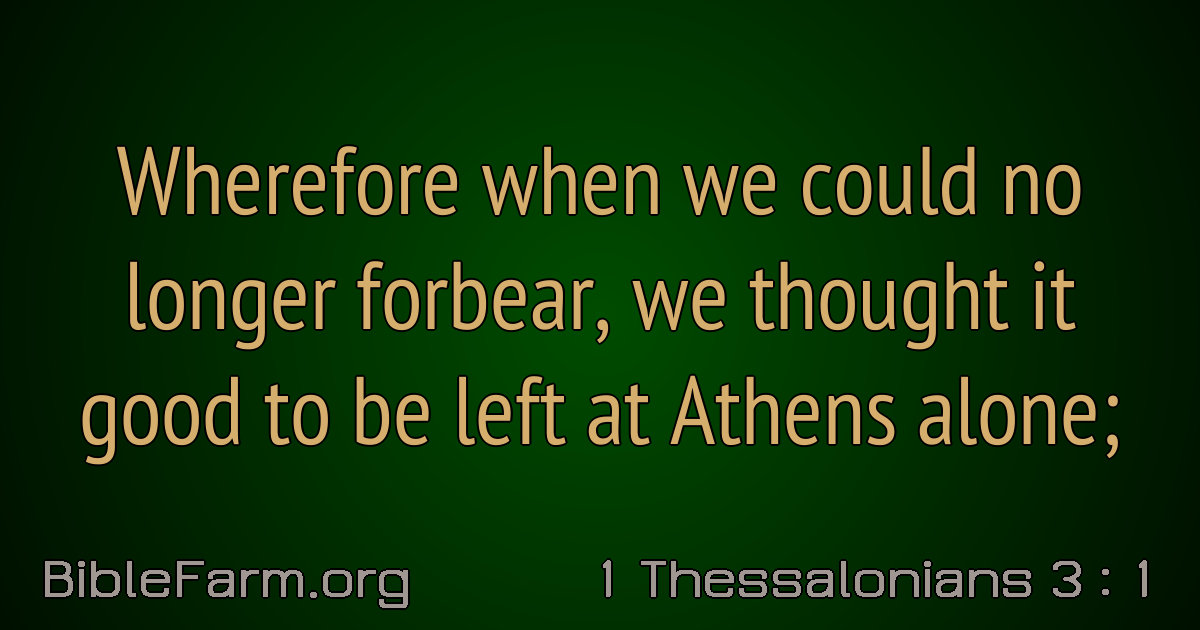 Wherefore when we could no
longer forbear, we thought it
good to be left at Athens alone;
BibleFarm.org
1 Thessalonians 3 : 1